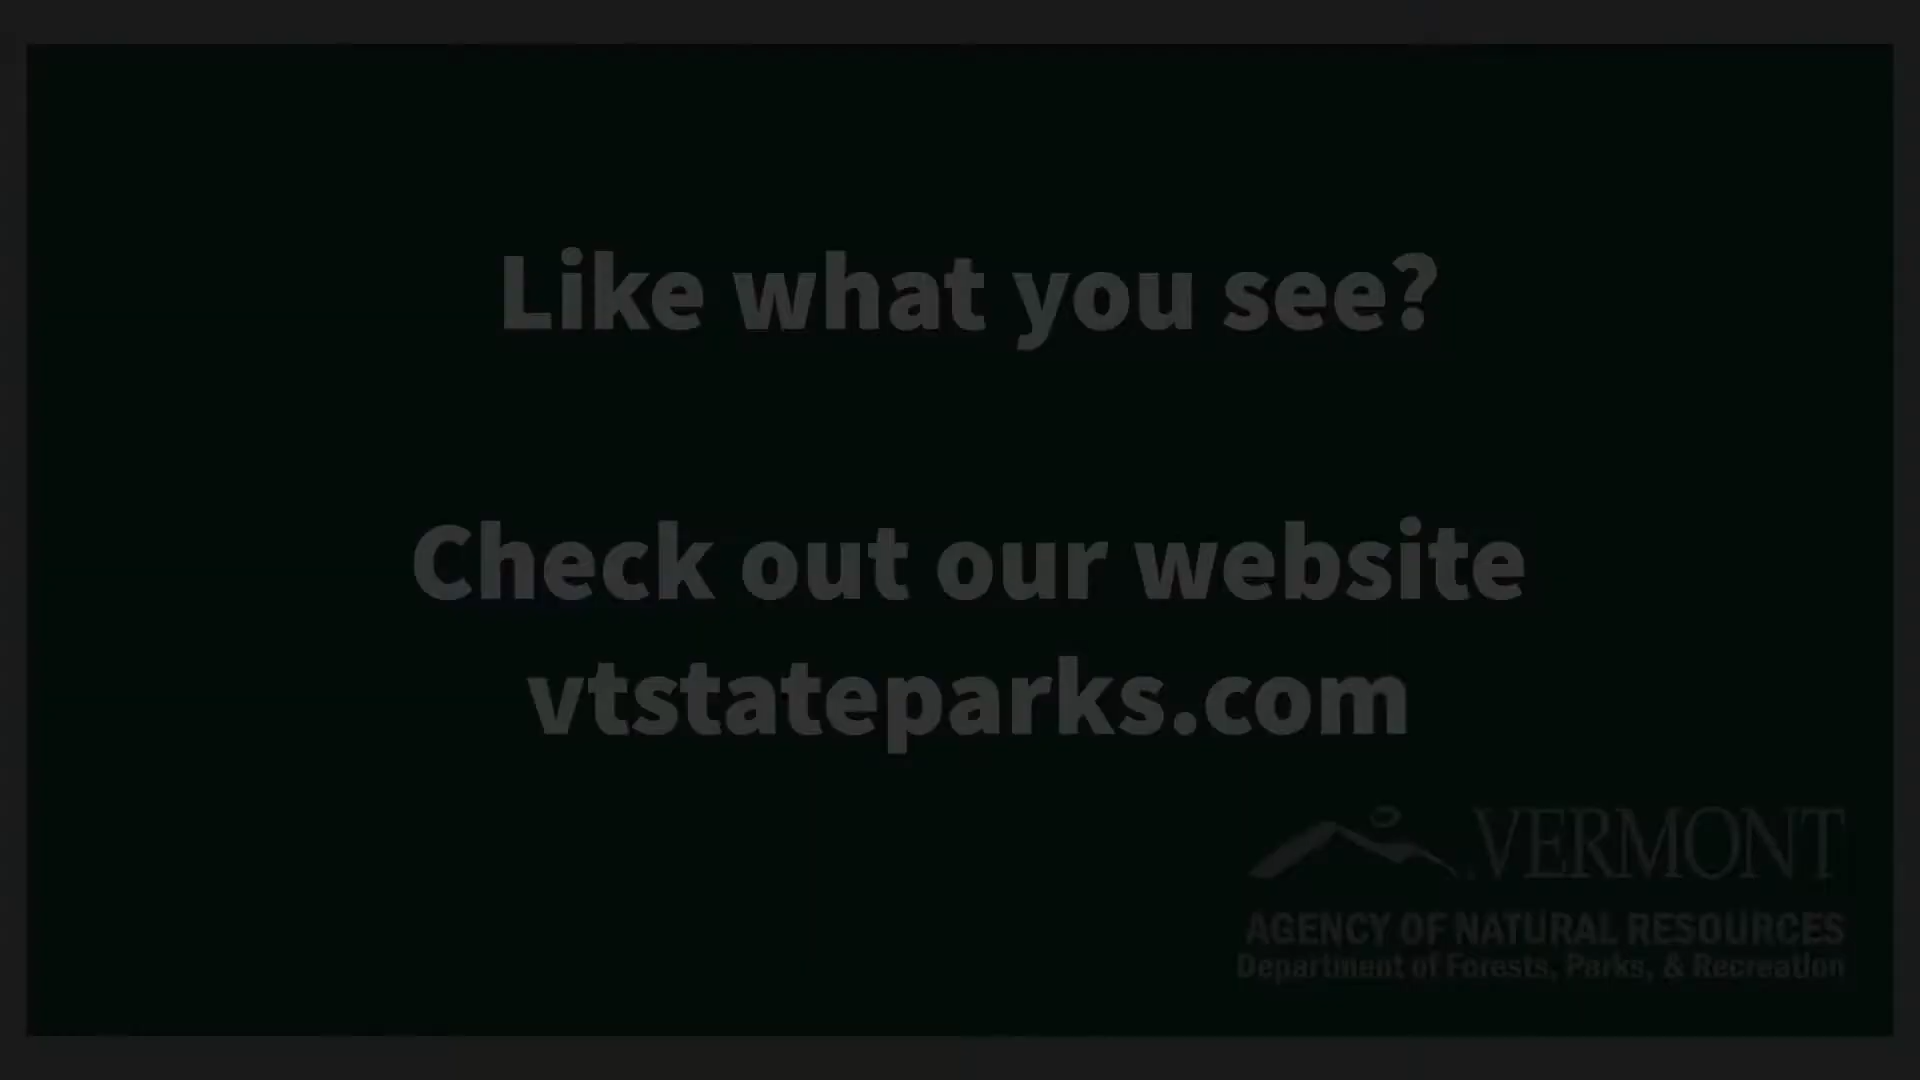 Like what you see?
Check out our website
vtstateparks.com
VERMONT
AGENCY OF NATURAL RESOURCES
Department of Forests, Parks, & Recreation